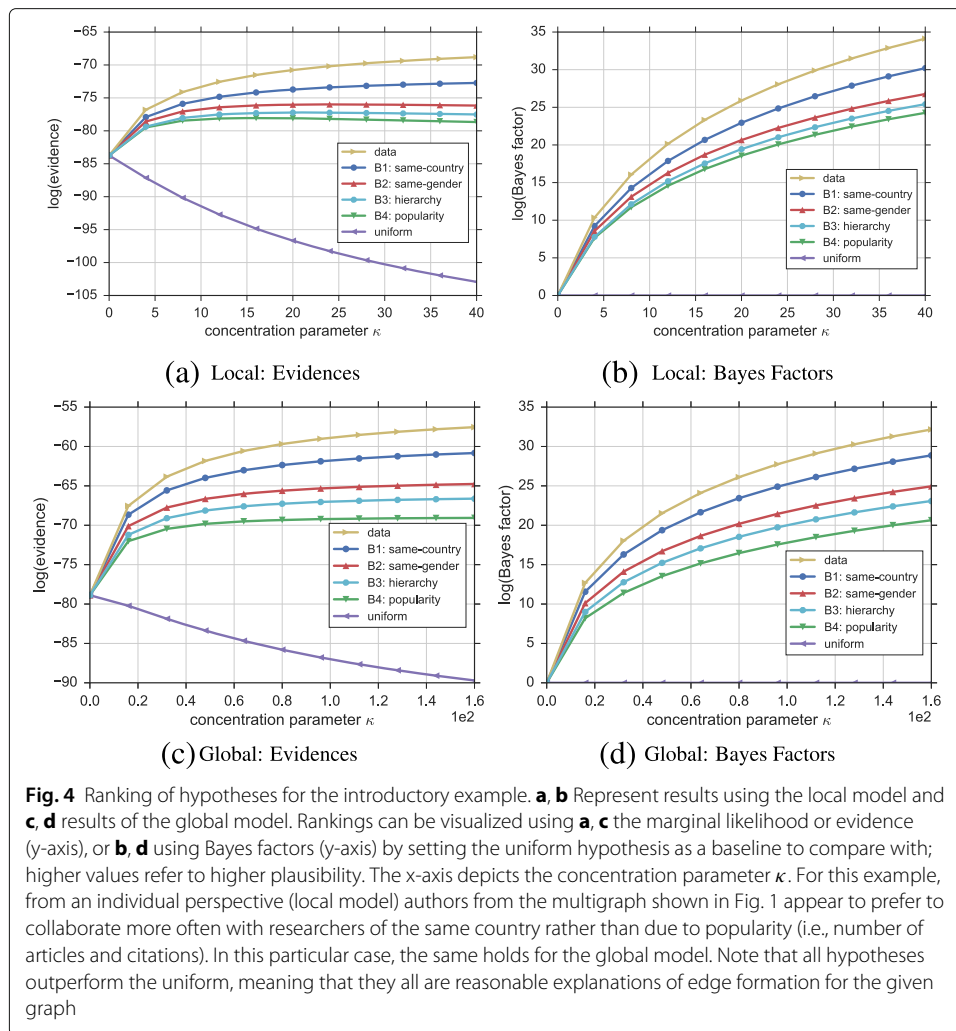 −65
−70
−75
−80
−85
−90
−95
−100
−105
log(evidence)
data
B1: same-country
B2: same-gender
B3: hierarchy
B4: popularity
uniform
0 5 10 15 20 25 30 35 40
concentration parameter κ
(a) Local: Evidences
35
30
25
20
15
10
5
0
log(Bayes factor)
data
B1: same-country
B2: same-gender
B3: hierarchy
B4: popularity
uniform
0 5 10 15 20 25 30 35 40
concentration parameter κ
(b) Local: Bayes Factors
−55
−60
−65
−70
−75
−80
−85
−90
log(evidence)
data
B1: same-country
B2: same-gender
B3: hierarchy
B4: popularity
uniform
0.0 0.2 0.4 0.6 0.8 1.0 1.2 1.4 1.6
1e2
concentration parameter κ
(c) Global: Evidences
35
30
25
20
15
10
5
0
log(Bayes factor)
data
B1: same-country
B2: same-gender
B3: hierarchy
B4: popularity
uniform
0.0 0.2 0.4 0.6 0.8 1.0 1.2 1.4 1.6
1e2
concentration parameter κ
(d) Global: Bayes Factors
Fig. 4 Ranking of hypotheses for the introductory example. a, b Represent results using the local model and
c, d results of the global model. Rankings can be visualized using a, c the marginal likelihood or evidence
(y-axis), or b, d using Bayes factors (y-axis) by setting the uniform hypothesis as a baseline to compare with;
higher values refer to higher plausibility. The x-axis depicts the concentration parameter κ. For this example,
from an individual perspective (local model) authors from the multigraph shown in Fig. 1 appear to prefer to
collaborate more often with researchers of the same country rather than due to popularity (i.e., number of
articles and citations). In this particular case, the same holds for the global model. Note that all hypotheses
outperform the uniform, meaning that they all are reasonable explanations of edge formation for the given
graph